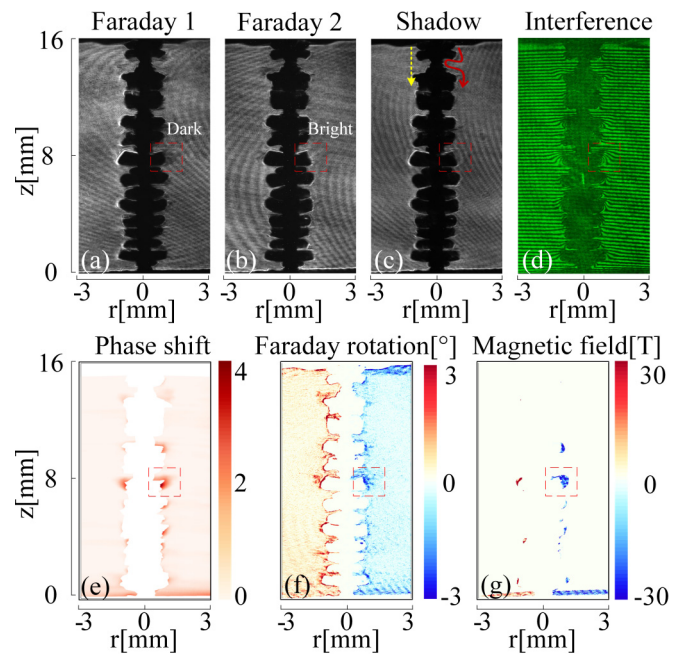 Faraday 1 Faraday 2 Shadow Interference
16
z[mm]
8
0
Dark
Bright
(a) (b) (c) (d)
-3 0 3 -3 0 3 -3 0 3 -3 0 3
r[mm] r[mm] r[mm] r[mm]
Phase shift Faraday rotation[°] Magnetic field[T]
16
z[mm]
8
0
4
2
0
3
0
-3
30
0
-30
(e) (f) (g)
-3 0 3 -3 0 3 -3 0 3
r[mm] r[mm] r[mm]